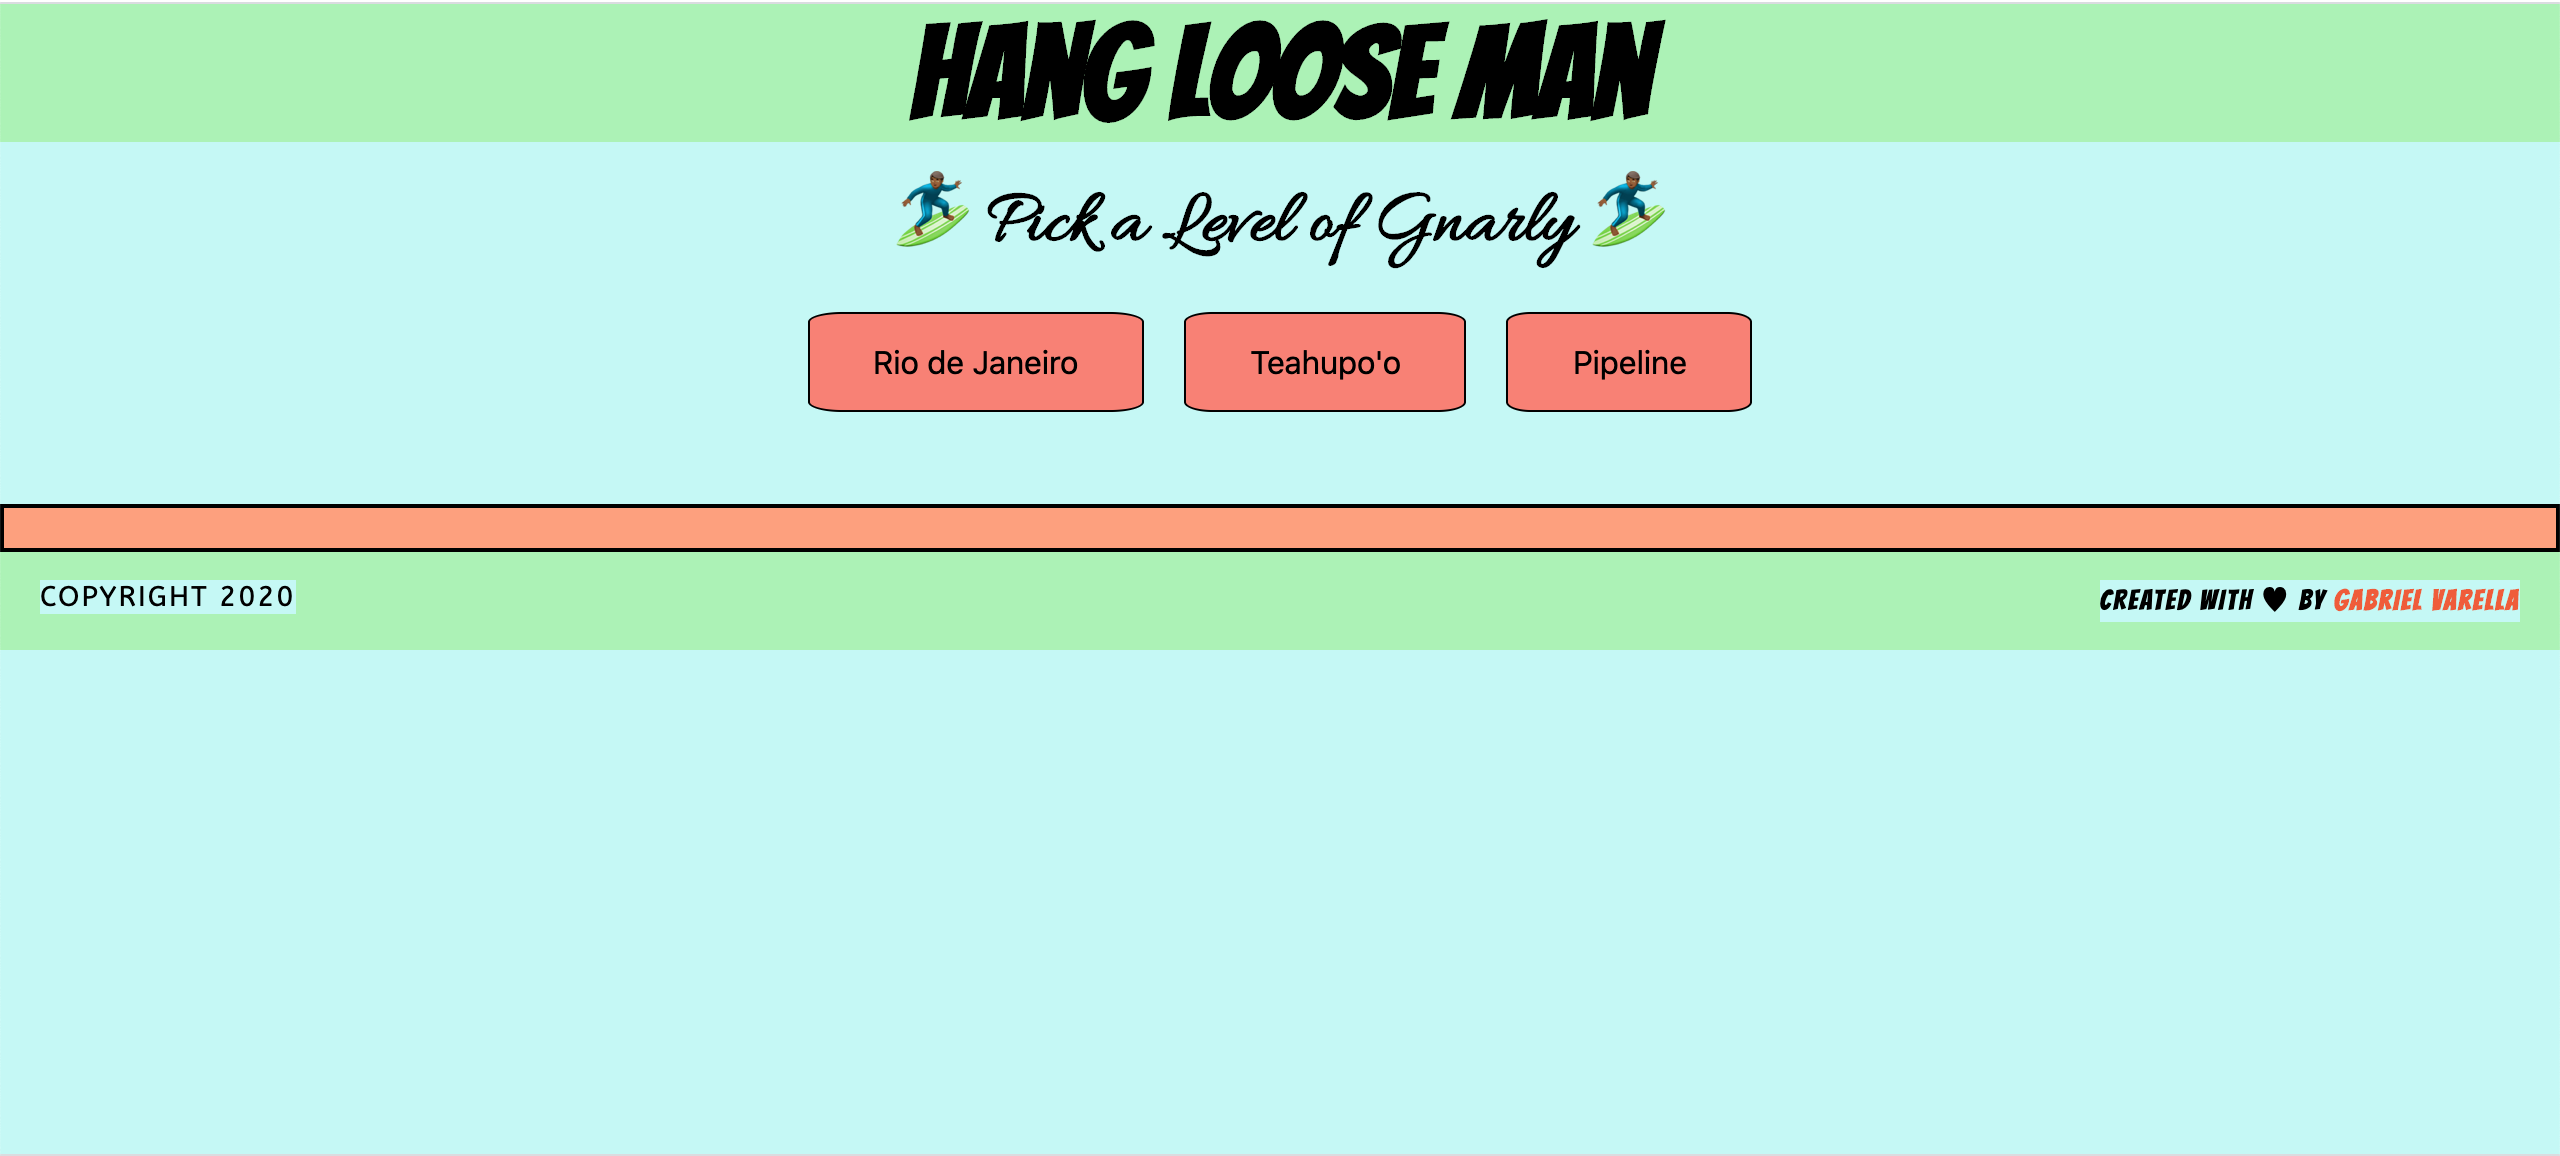 HANG LOOSE MAN
🏄🏾‍♂️ Pick a Level of Gnarly 🏄🏾‍♂️
Rio de Janeiro Teahupo'o Pipeline
COPYRIGHT 2020 CREATED WITH ♥ BY GABRIEL VARELLA